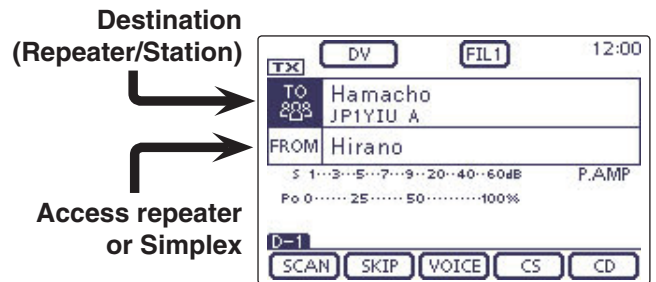 Destination
(Repeater/Station)
Access repeater
or Simplex
DV FIL1 12:00
TX
TO Hamacho
JP1YIU A
FROM Hirano
S 1···3···5···7···9··20··40··60dB P.AMP
Po 0······25······50··········100%
D-1
SCAN SKIP VOICE CS CD